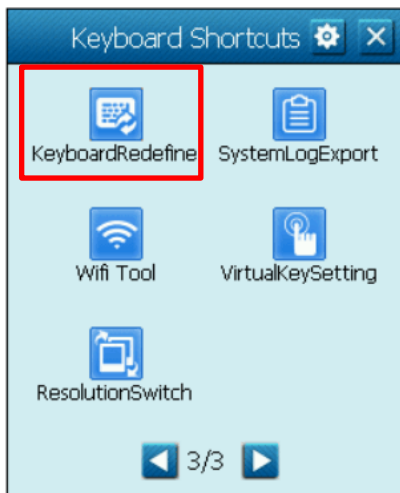 Keyboard Shortcuts
KeyboardRedefine SystemLogExport
Wifi Tool VirtualKeySetting
ResolutionSwitch
3/3